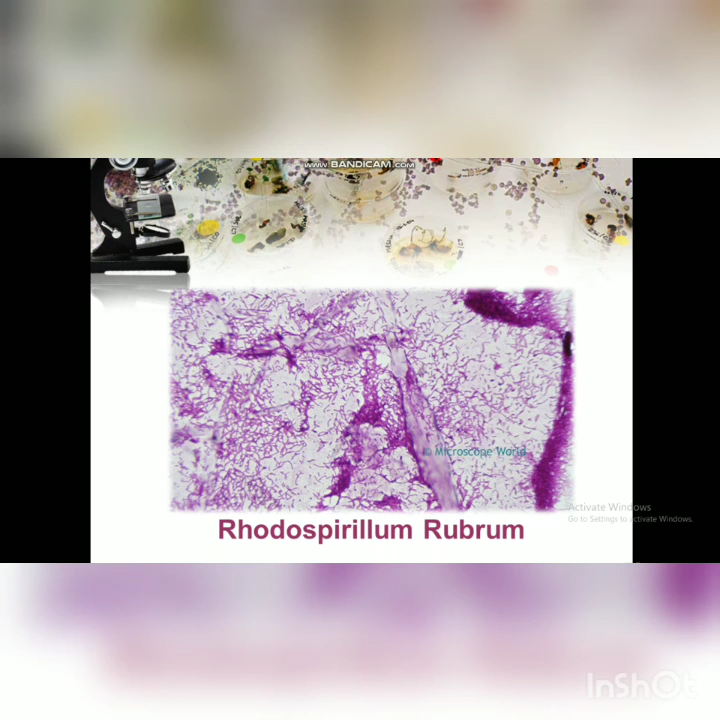 WWW.BANDICAM.COM
© Microscope World
Activate Windows
Go to Settings to activate Windows.
Rhodospirillum Rubrum
InShOt